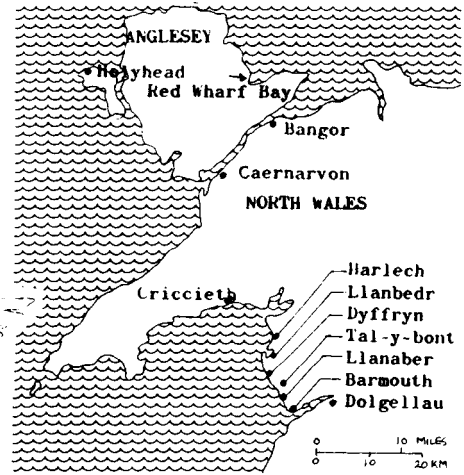 ANGLESEY
Holyhead
Red Wharf Bay
Bangor
Caernarvon
NORTH WALES
Criccieth
Harlech
Llanbedr
Dyffryn
Tal-y-bont
Llanaber
Barmouth
Dolgellau
0 10 MILES
0 10 20 KM